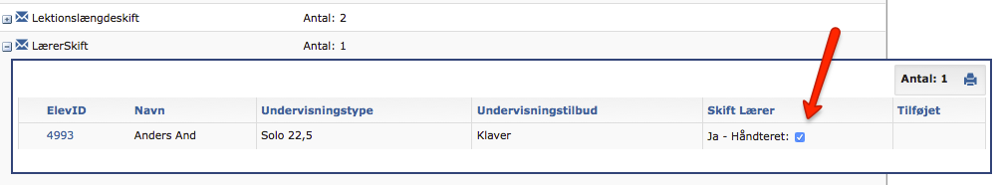 Lektionslængdeskift Antal: 2
LærerSkift Antal: 1
Antal: 1
ElevID Navn Undervisningstype Undervisningstilbud Skift Lærer Tilføjet
4993 Anders And Solo 22,5 Klaver Ja - Håndteret: